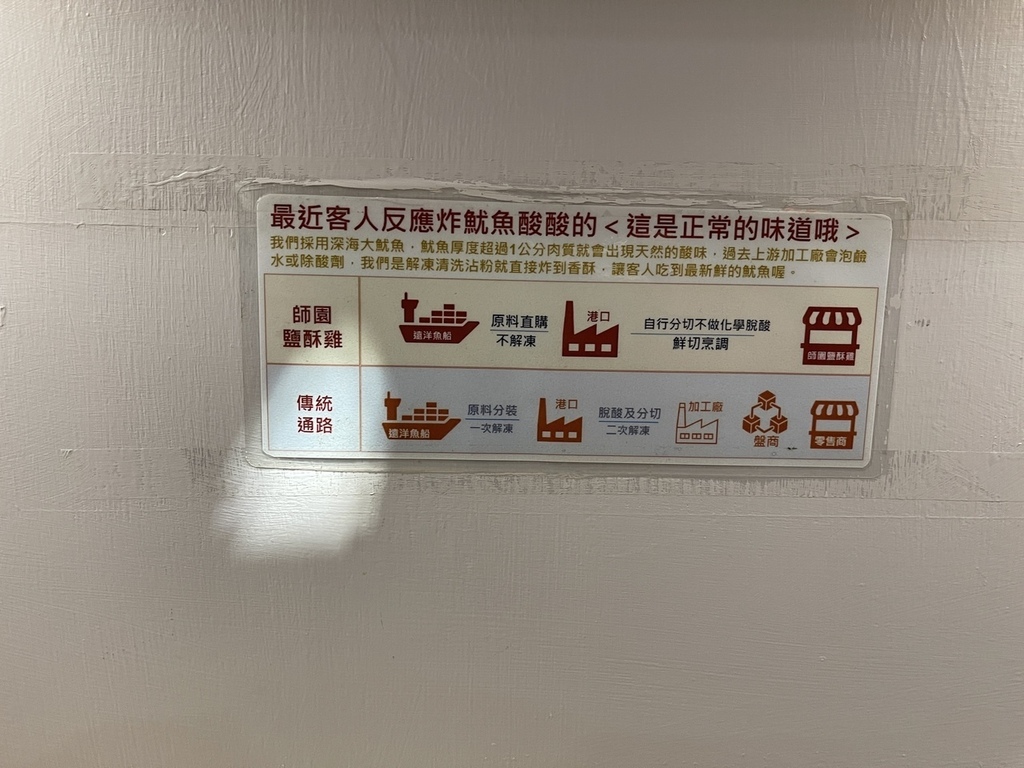 最近客人反應炸魷魚酸酸的＜這是正常的味道哦＞
我們採用深海大魷魚，魷魚厚度超過1公分肉質就會出現天然的酸味，過去上游加工廠會泡鹼
水或除酸劑，我們是解凍清洗沾粉就直接炸到香酥，讓客人吃到最新鮮的魷魚喔。
師園
鹽酥雞
遠洋魚船
原料直購
不解凍
港口
自行分切不做化學脫酸
鮮切烹調
師園鹽酥雞
傳統
通路
遠洋魚船
原料分裝
一次解凍
港口
脫酸及分切
二次解凍
加工廠
盤商
零售商